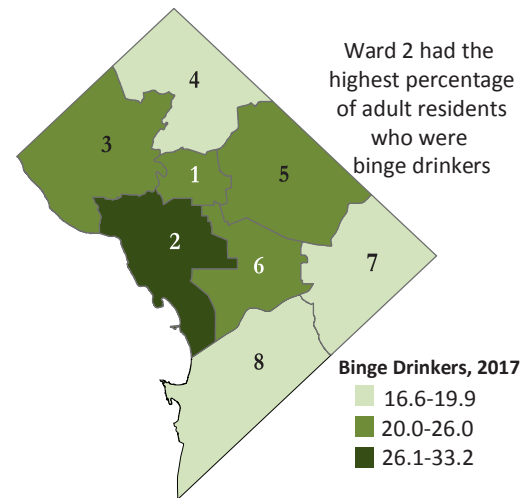 Ward 2 had the
highest percentage
of adult residents
who were
binge drinkers
4
3
1
5
2
6
7
8
Binge Drinkers, 2017
16.6-19.9
20.0-26.0
26.1-33.2